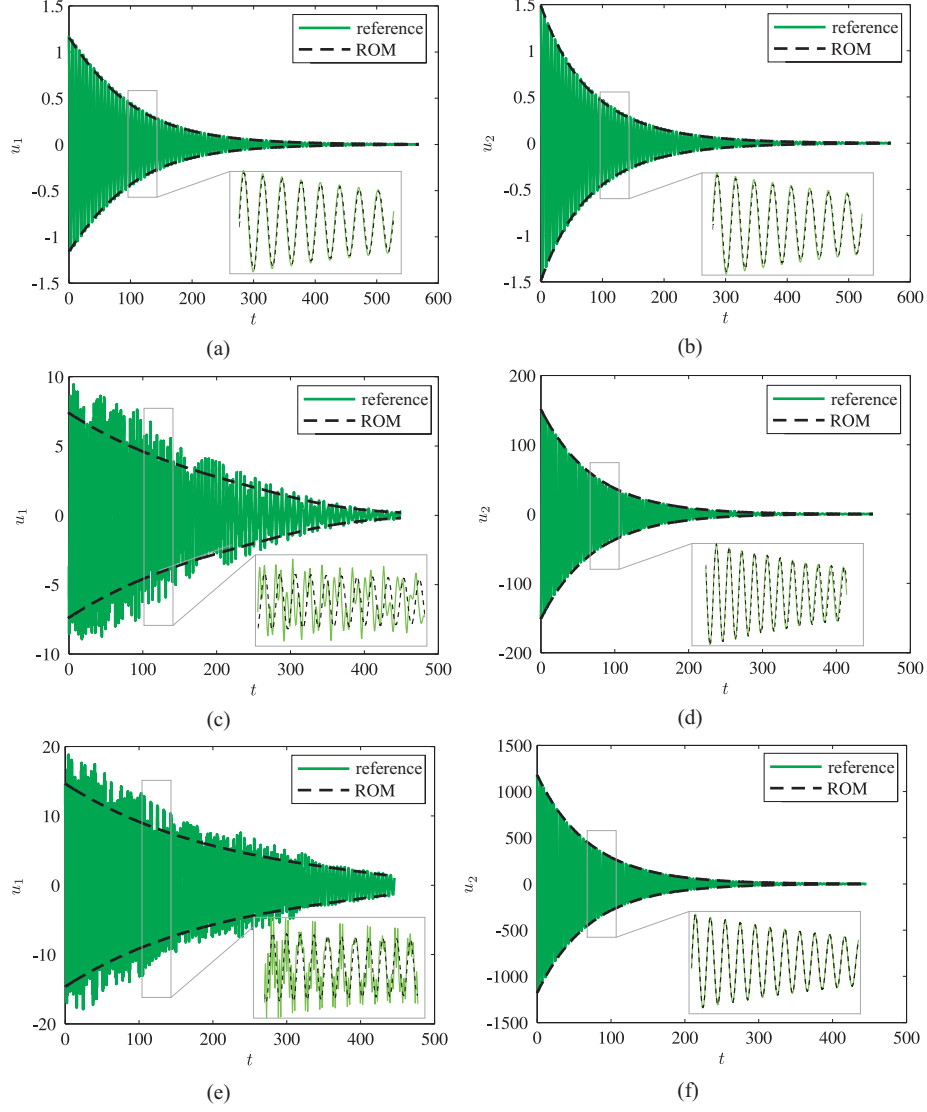 1.5
1
0.5
0
-0.5
-1
-1.5
u1
0 100 200 300 400 500 600
t
reference
ROM
(a)
1.5
1
0.5
0
-0.5
-1
-1.5
u2
0 100 200 300 400 500 600
t
reference
ROM
(b)
10
5
0
-5
-10
u1
0 100 200 300 400 500
t
reference
ROM
(c)
200
100
0
-100
-200
u2
0 100 200 300 400 500
t
reference
ROM
(d)
20
10
0
-10
-20
u1
0 100 200 300 400 500
t
reference
ROM
(e)
1500
1000
500
0
-500
-1000
-1500
u2
0 100 200 300 400 500
t
reference
ROM
(f)